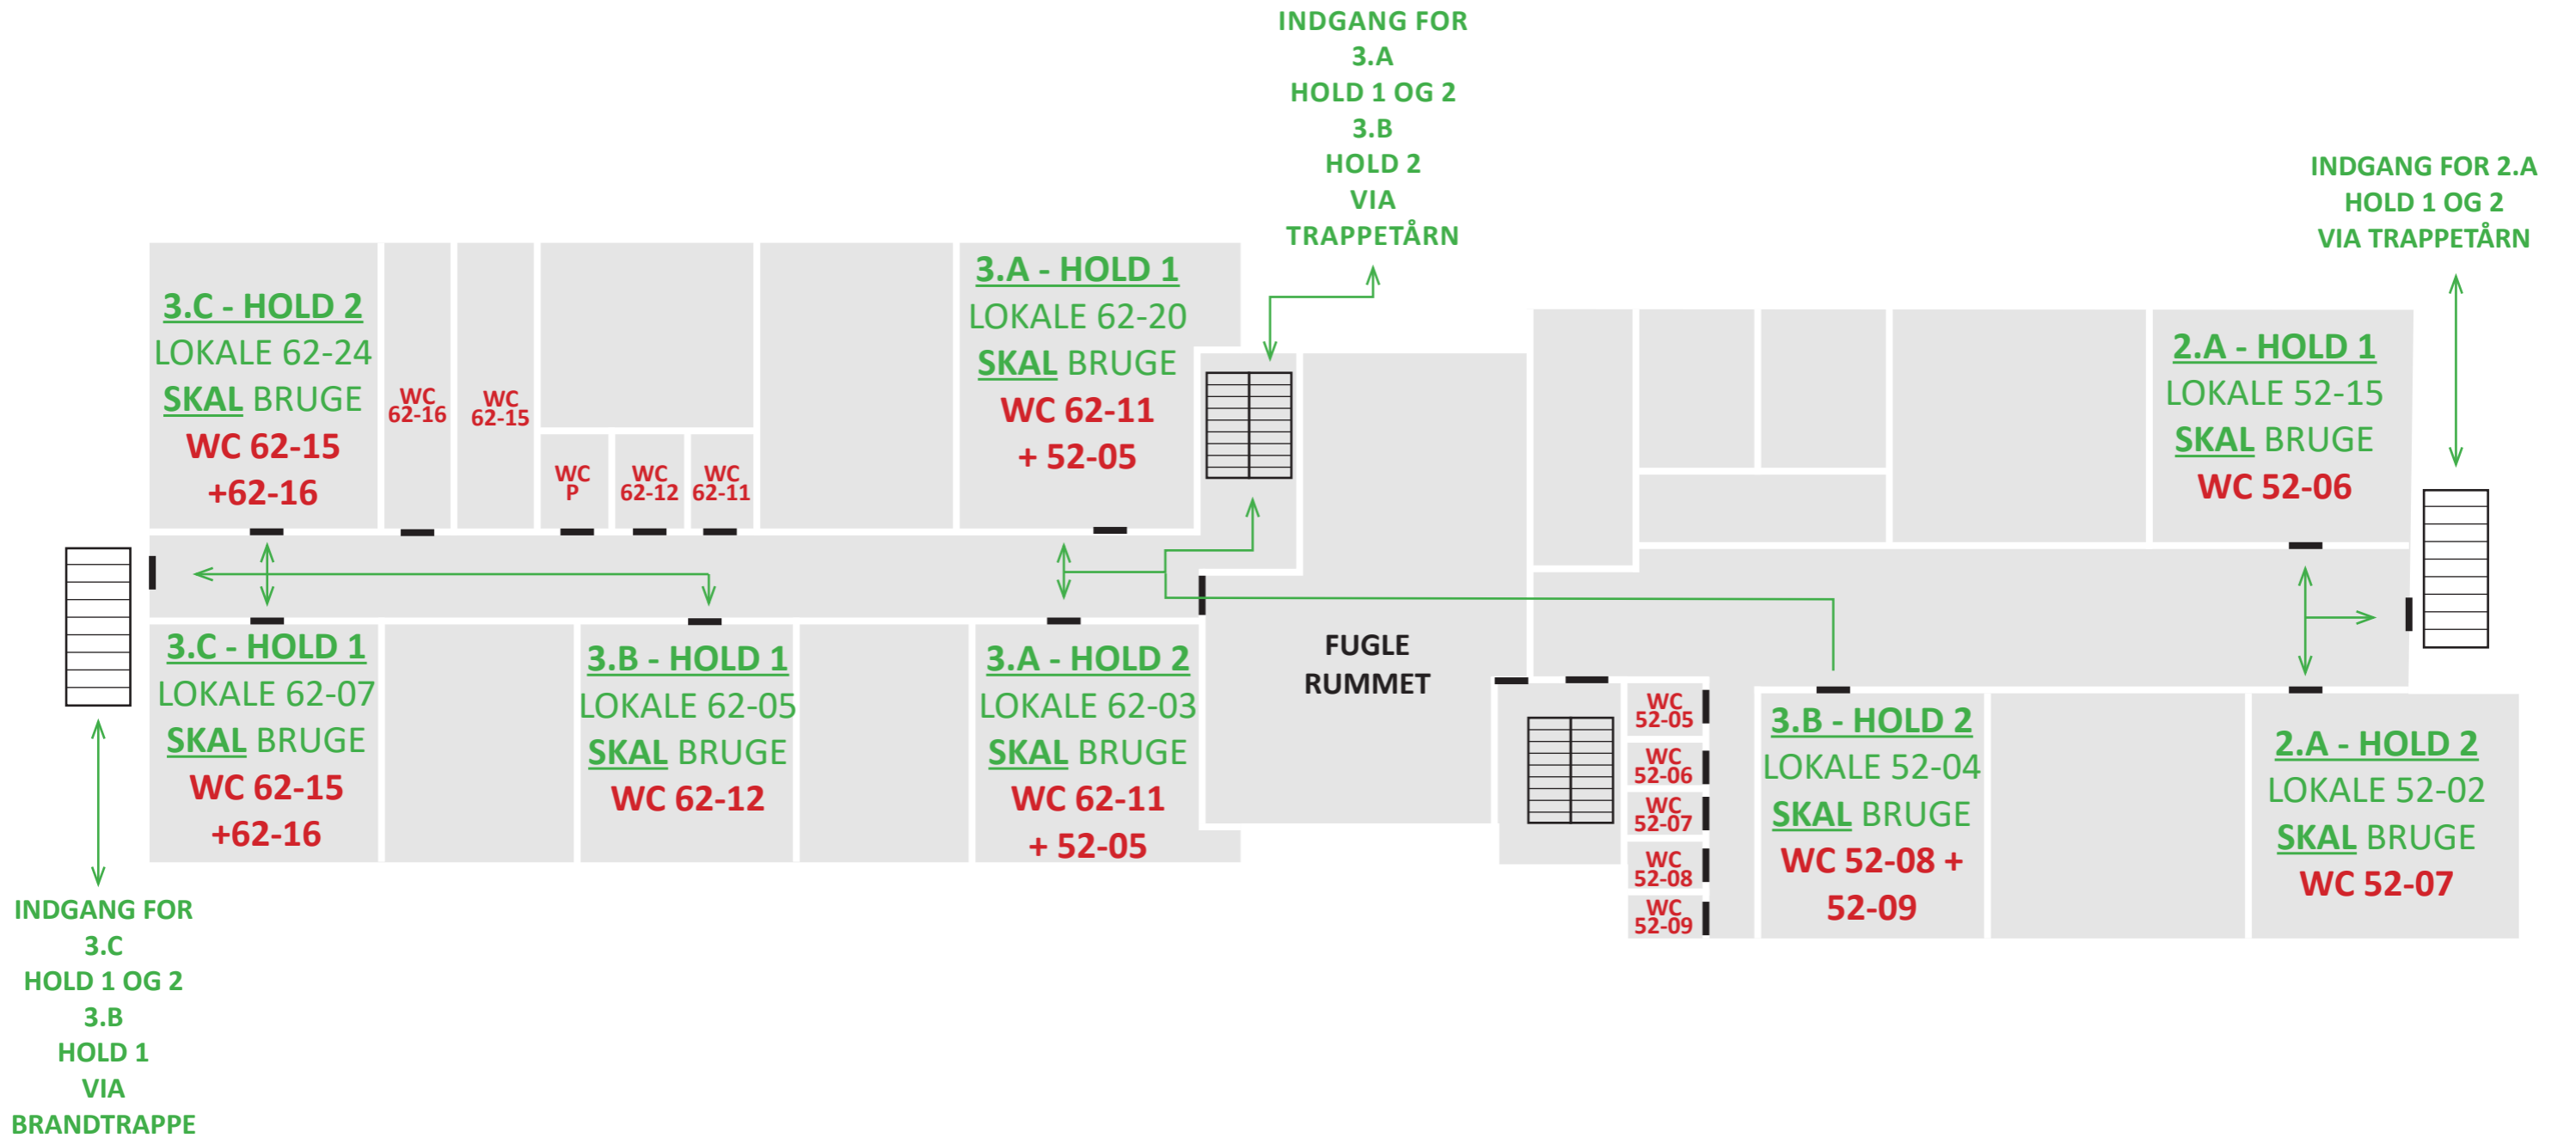 INDGANG FOR
3.A
HOLD 1 OG 2
3.B
HOLD 2
VIA
TRAPPETÅRN
INDGANG FOR 2.A
HOLD 1 OG 2
VIA TRAPPETÅRN
3.C - HOLD 2
LOKALE 62-24
SKAL BRUGE
WC 62-15
+62-16
WC
62-16
WC
62-15
WC
P
WC
62-12
WC
62-11
3.A - HOLD 1
LOKALE 62-20
SKAL BRUGE
WC 62-11
+ 52-05
2.A - HOLD 1
LOKALE 52-15
SKAL BRUGE
WC 52-06
3.C - HOLD 1
LOKALE 62-07
SKAL BRUGE
WC 62-15
+62-16
3.B - HOLD 1
LOKALE 62-05
SKAL BRUGE
WC 62-12
3.A - HOLD 2
LOKALE 62-03
SKAL BRUGE
WC 62-11
+ 52-05
FUGLE
RUMMET
WC
52-05
WC
52-06
WC
52-07
WC
52-08
WC
52-09
3.B - HOLD 2
LOKALE 52-04
SKAL BRUGE
WC 52-08 +
52-09
2.A - HOLD 2
LOKALE 52-02
SKAL BRUGE
WC 52-07
INDGANG FOR
3.C
HOLD 1 OG 2
3.B
HOLD 1
VIA
BRANDTRAPPE